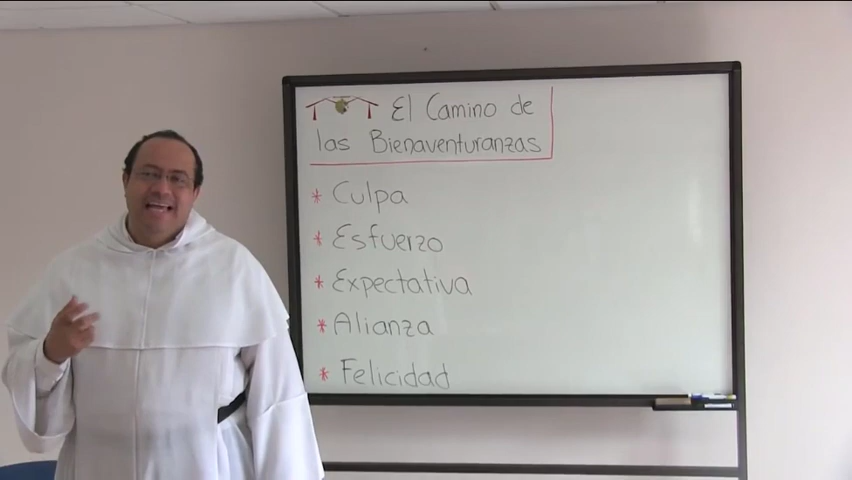 El Camino de
las Bienaventuranzas
* Culpa
* Esfuerzo
* Expectativa
* Alianza
* Felicidad